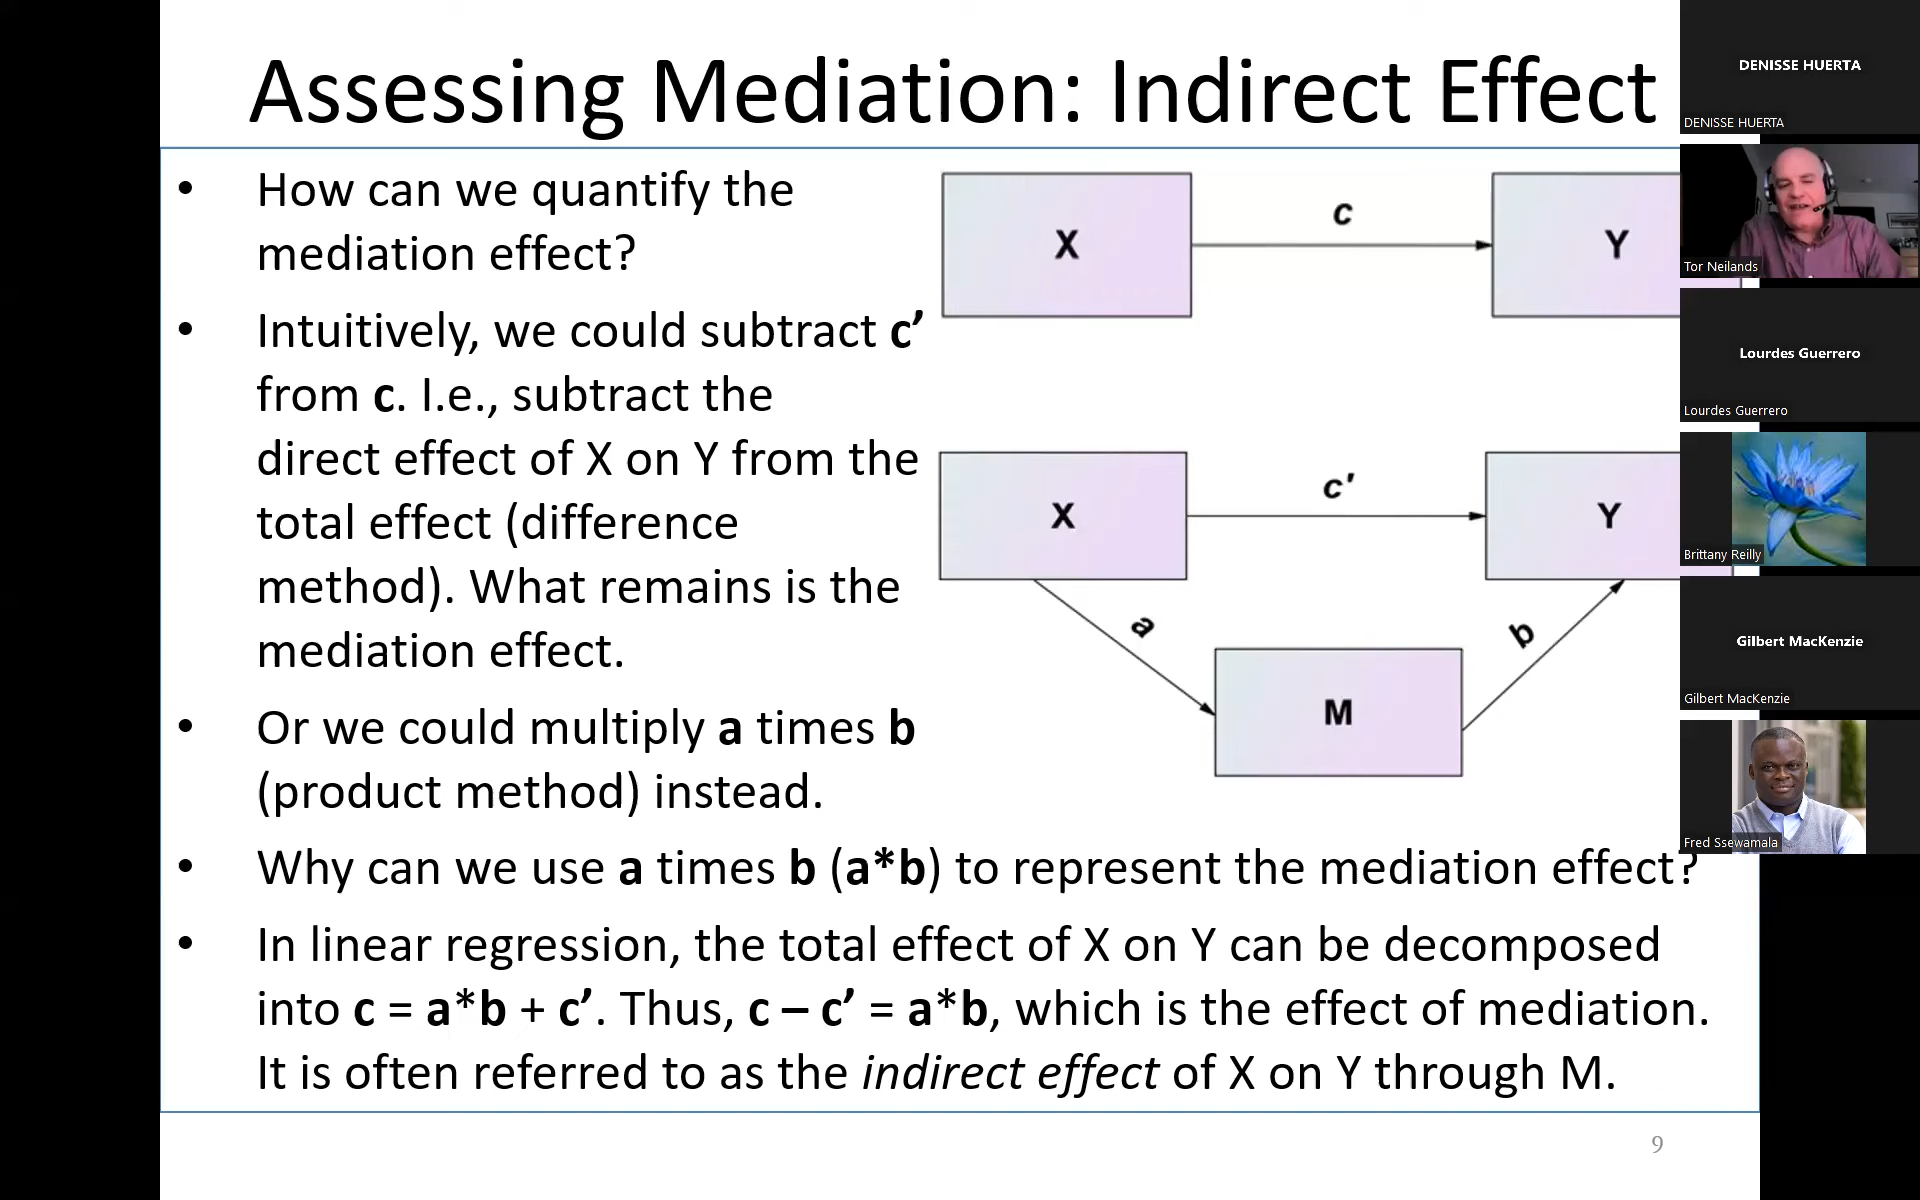 Assessing Mediation: Indirect Effect
• How can we quantify the
mediation effect?
• Intuitively, we could subtract c’
from c. I.e., subtract the
direct effect of X on Y from the
total effect (difference
method). What remains is the
mediation effect.
• Or we could multiply a times b
(product method) instead.
• Why can we use a times b (a*b) to represent the mediation effect?
• In linear regression, the total effect of X on Y can be decomposed
into c = a*b + c’. Thus, c – c’ = a*b, which is the effect of mediation.
It is often referred to as the indirect effect of X on Y through M.
X
c
Y
X
c'
Y
a
b
M
9
DENISSE HUERTA
DENISSE HUERTA
Tor Neilands
Lourdes Guerrero
Lourdes Guerrero
Brittany Reilly
Gilbert MacKenzie
Gilbert MacKenzie
Fred Ssewamala